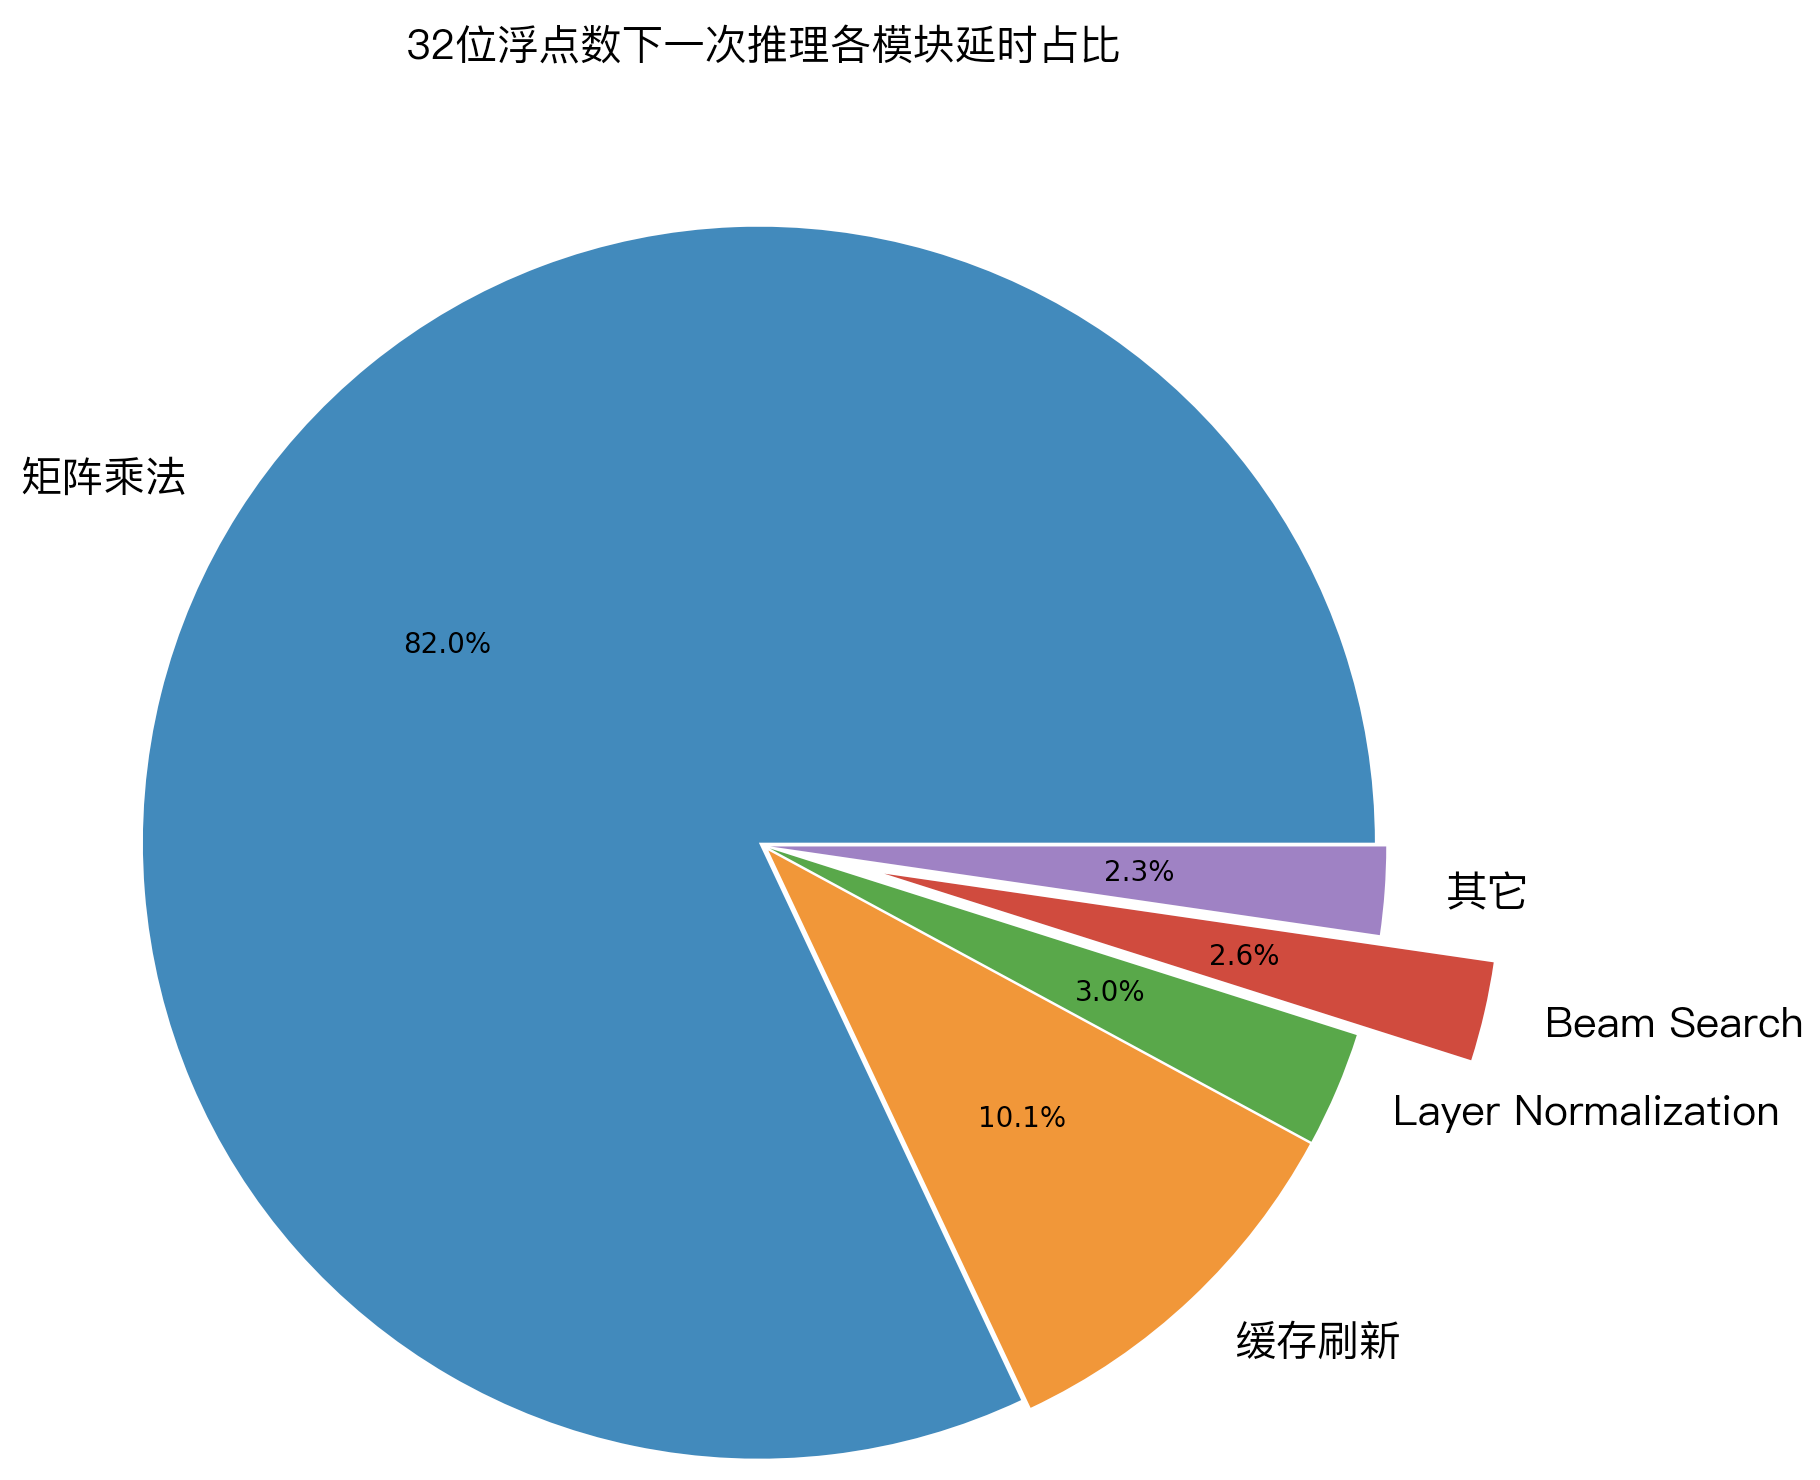 32位浮点数下一次推理各模块延时占比
矩阵乘法
82.0%
2.3%
其它
2.6%
3.0%
Beam Search
Layer Normalization
10.1%
缓存刷新